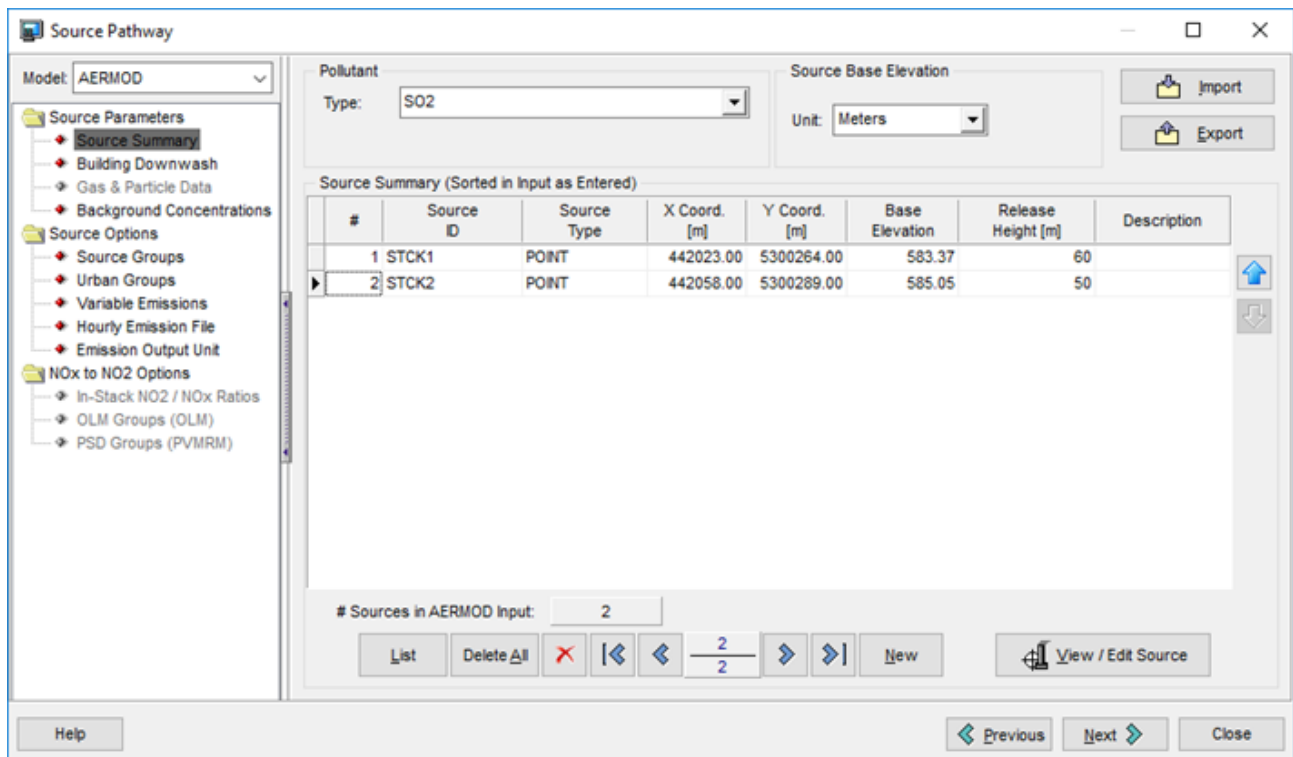 Source Pathway
Model: AERMOD
Source Parameters
Source Summary
Building Downwash
Gas & Particle Data
Background Concentrations
Source Options
Source Groups
Urban Groups
Variable Emissions
Hourly Emission File
Emission Output Unit
NOx to NO2 Options
In-Stack NO2 / NOx Ratios
OLM Groups (OLM)
PSD Groups (PVMRM)
Pollutant
Type: SO2
Source Base Elevation
Unit: Meters
Import
Export
Source Summary (Sorted in Input as Entered)
# Source ID Source Type X Coord. [m] Y Coord. [m] Base Elevation Release Height [m] Description
1 STCK1 POINT 442023.00 5300264.00 583.37 60
2 STCK2 POINT 442058.00 5300289.00 585.05 50
# Sources in AERMOD Input: 2
List Delete All 2 New View / Edit Source
2
Help Previous Next Close